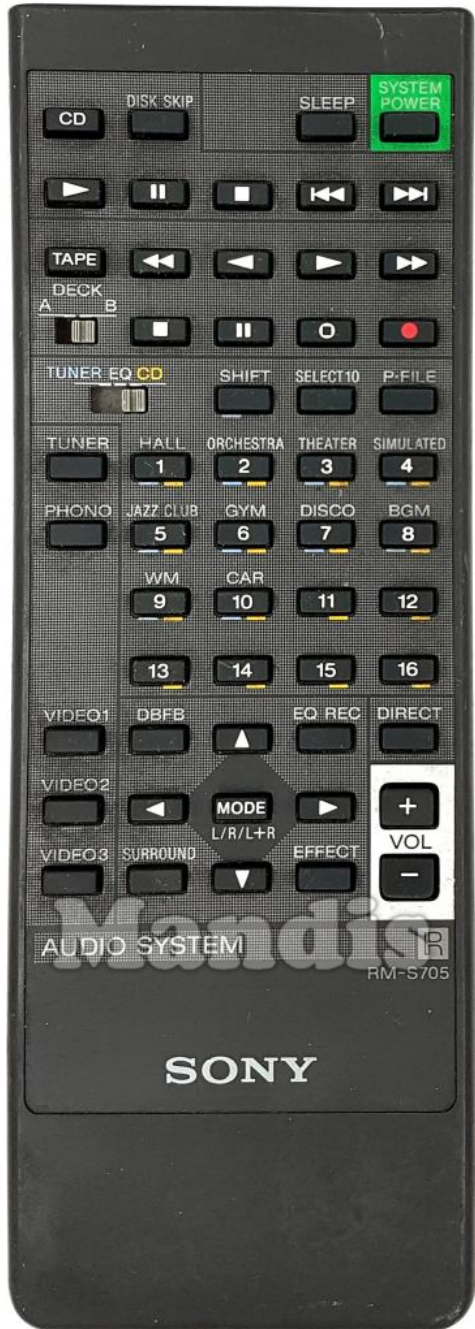 SYSTEM
DISK SKIP SLEEP POWER
CD
TAPE
DECK
A B
TUNER EQ CD SHIFT SELECT10 P·FILE
TUNER HALL ORCHESTRA THEATER SIMULATED
1 2 3 4
PHONO JAZZ CLUB GYM DISCO BGM
5 6 7 8
WM CAR
9 10 11 12
13 14 15 16
VIDEO1 DBFB EQ REC DIRECT
VIDEO2
MODE +
L/R/L+R VOL
VIDEO3 SURROUND EFFECT
−
Mandis
AUDIO SYSTEM R
RM-S705
SONY